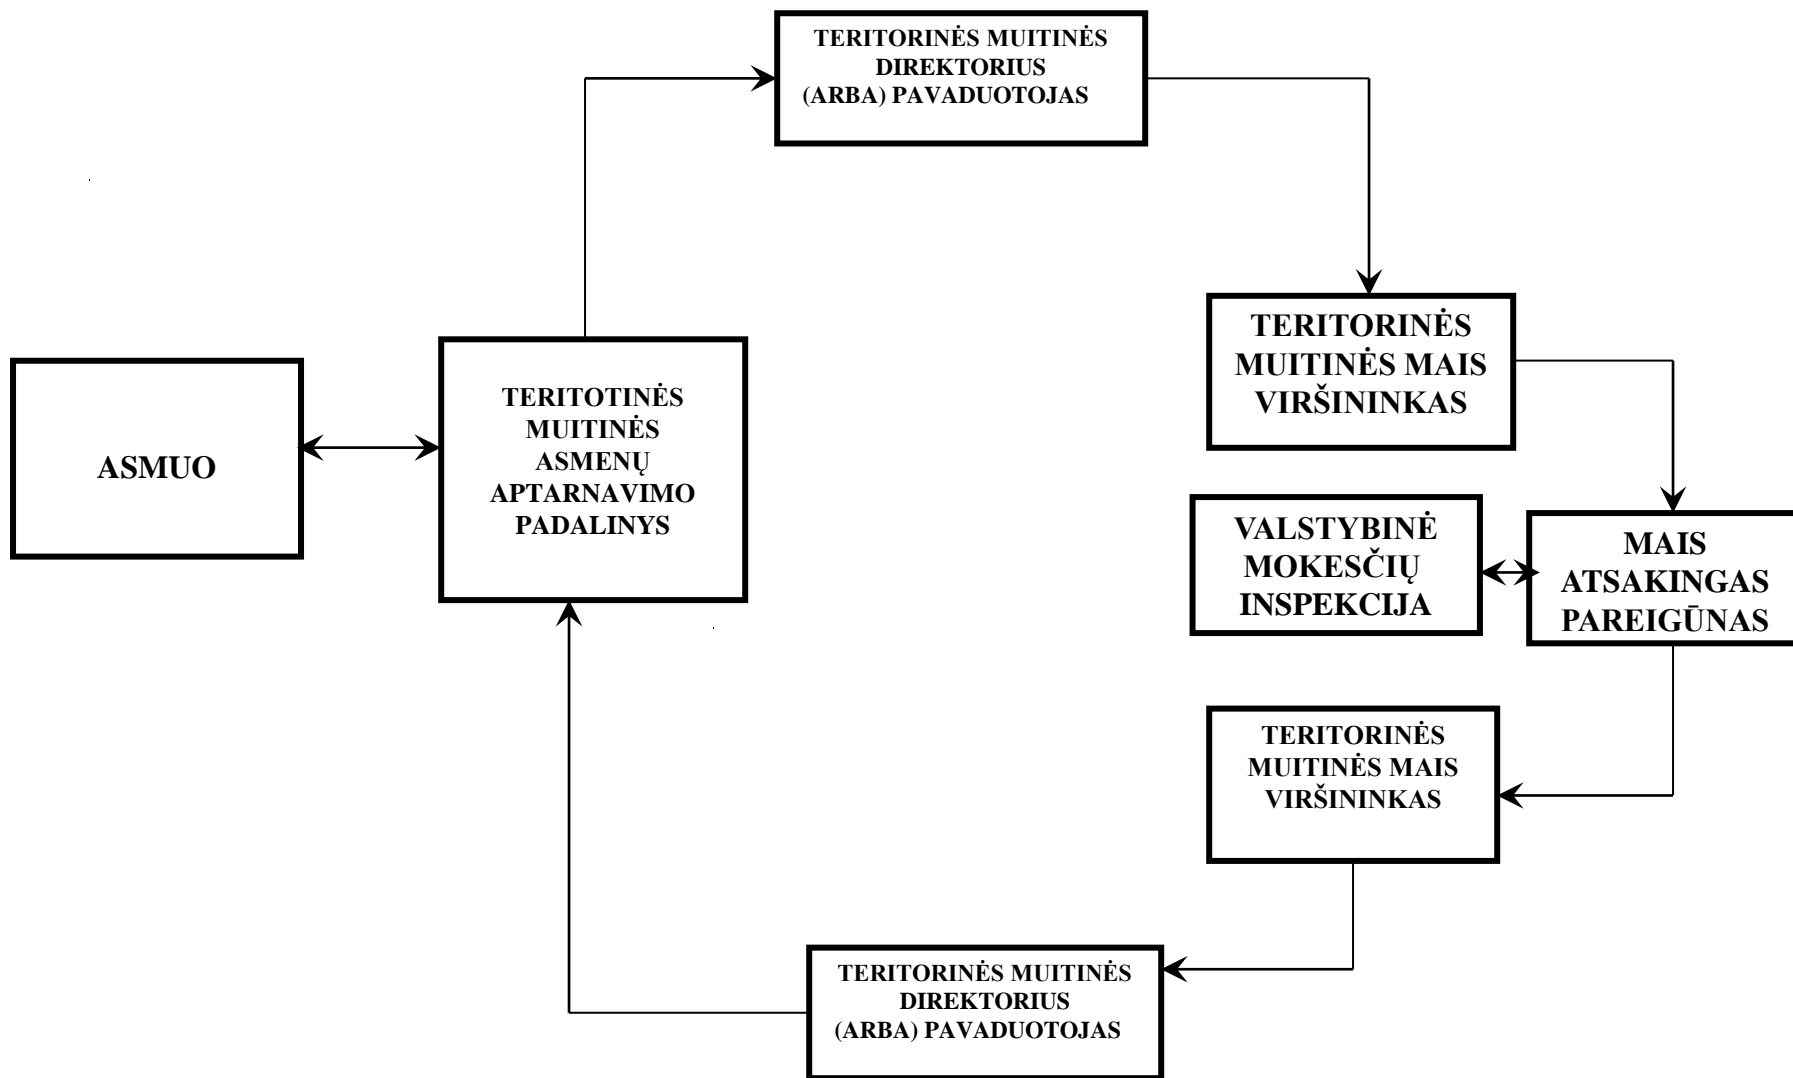 TERITORINĖS MUITINĖS
DIREKTORIUS
(ARBA) PAVADUOTOJAS
TERITORINĖS
MUITINĖS MAIS
VIRŠININKAS
ASMUO
TERITOTINĖS
MUITINĖS
ASMENŲ
APTARNAVIMO
PADALINYS
VALSTYBINĖ
MOKESČIŲ
INSPEKCIJA
MAIS
ATSAKINGAS
PAREIGŪNAS
TERITORINĖS
MUITINĖS MAIS
VIRŠININKAS
TERITORINĖS MUITINĖS
DIREKTORIUS
(ARBA) PAVADUOTOJAS